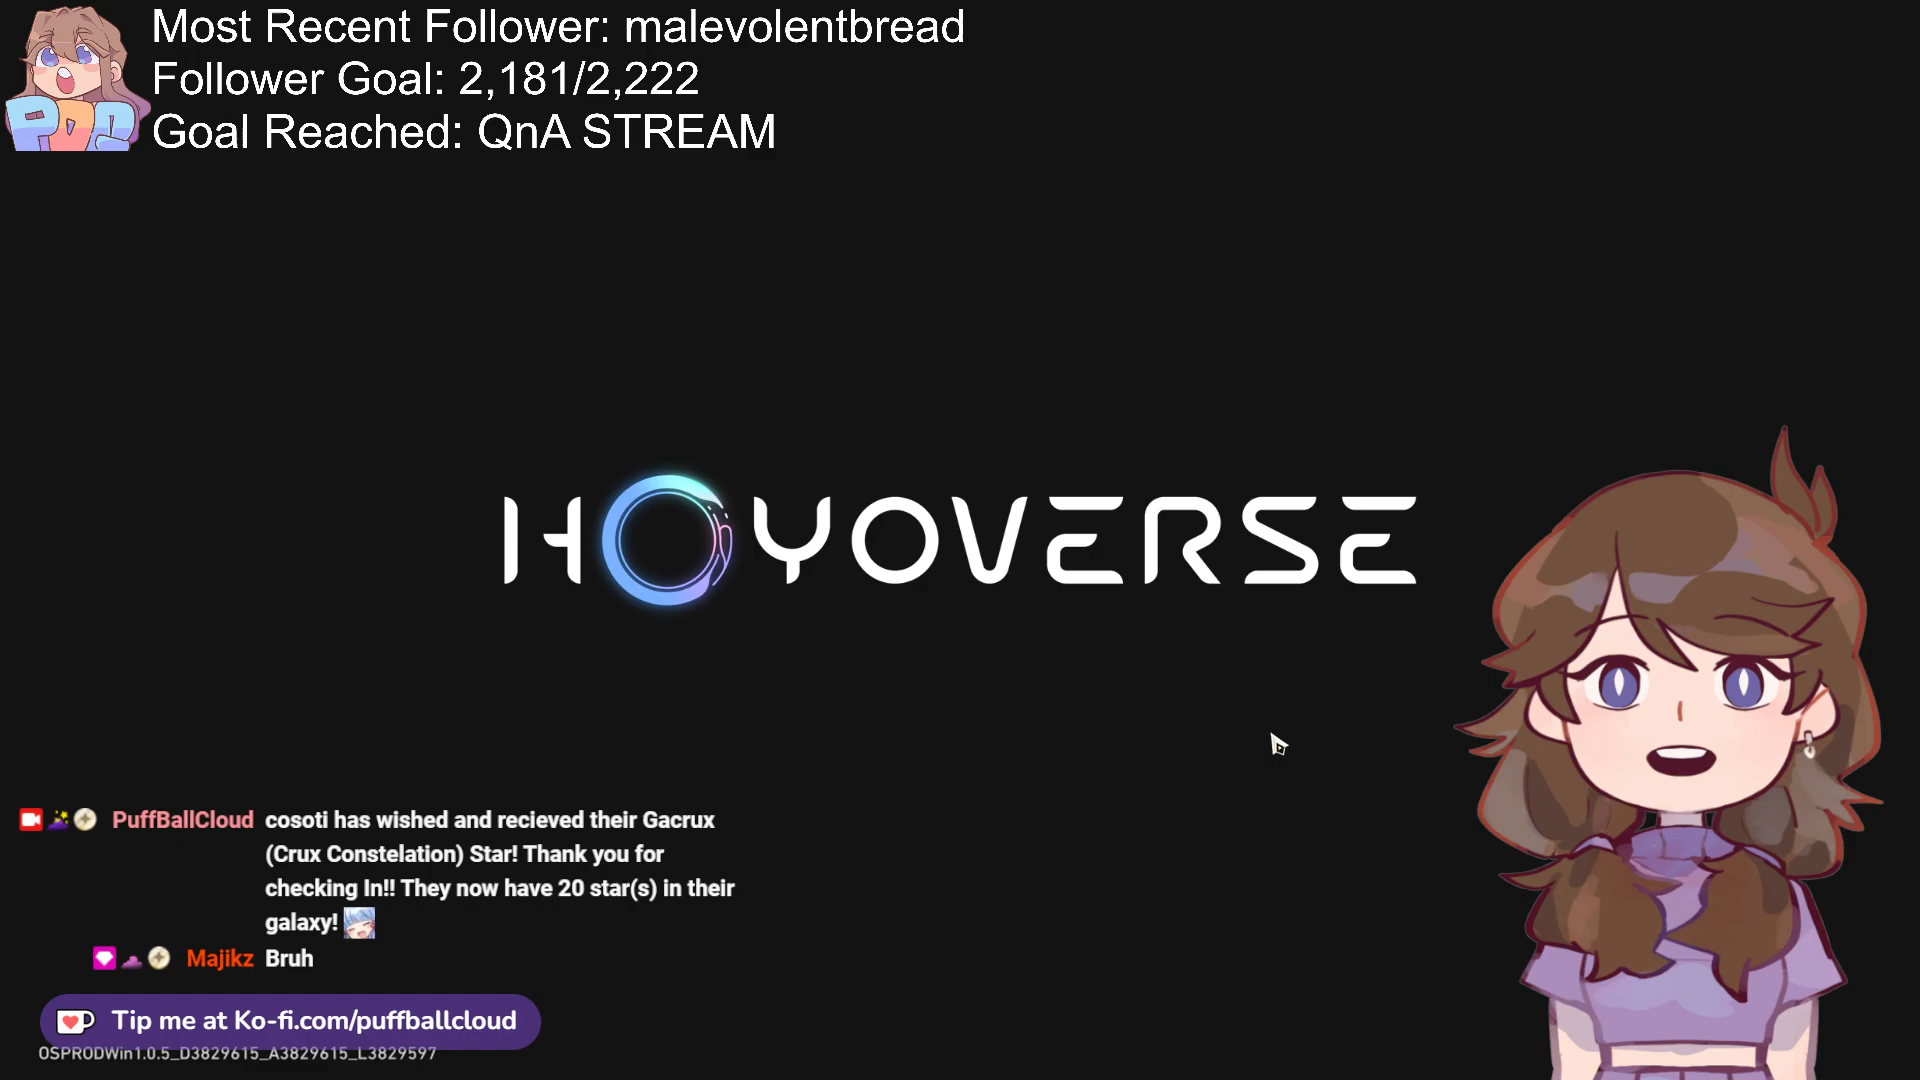 Most Recent Follower: malevolentbread
Follower Goal: 2,181/2,222
Goal Reached: QnA STREAM
POG
HOYOVERSE
PuffBallCloud cosoti has wished and recieved their Gacrux
(Crux Constelation) Star! Thank you for
checking In!! They now have 20 star(s) in their
galaxy!
Majikz Bruh
Tip me at Ko-fi.com/puffballcloud
OSPRODWin1.0.5_D3829615_A3829615_L3829597